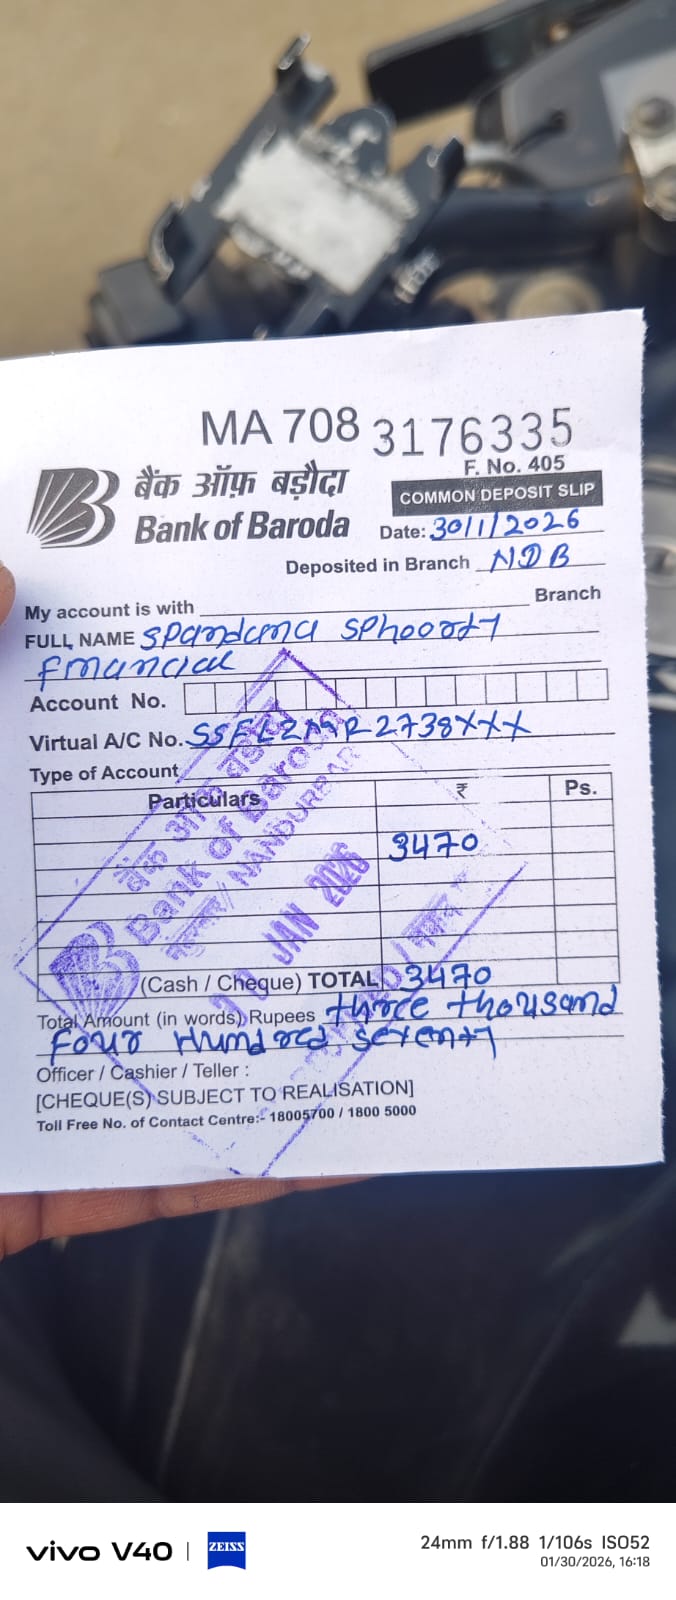 MA 708 3176335
F. No. 405
बैंक ऑफ़ बड़ौदा
Bank of Baroda
COMMON DEPOSIT SLIP
Date: 30/1/2026
Deposited in Branch NDB
My account is with Branch
FULL NAME Spandana Sphoorty
Financial
Account No.
Virtual A/C No.
Type of Account
Particulars ₹ Ps.
3470
बैंक ऑफ़ बड़ौदा
Bank of Baroda
नंदुरबार / NANDURBAR
JAN 2026
(Cash / Cheque) TOTAL 3470
Total Amount (in words) Rupees three thousand
Four Hundred seventy
Officer / Cashier / Teller :
[CHEQUE(S) SUBJECT TO REALISATION]
Toll Free No. of Contact Centre:- 18005700 / 1800 5000
vivo V40 | ZEISS
24mm f/1.88 1/106s ISO52
01/30/2026, 16:18